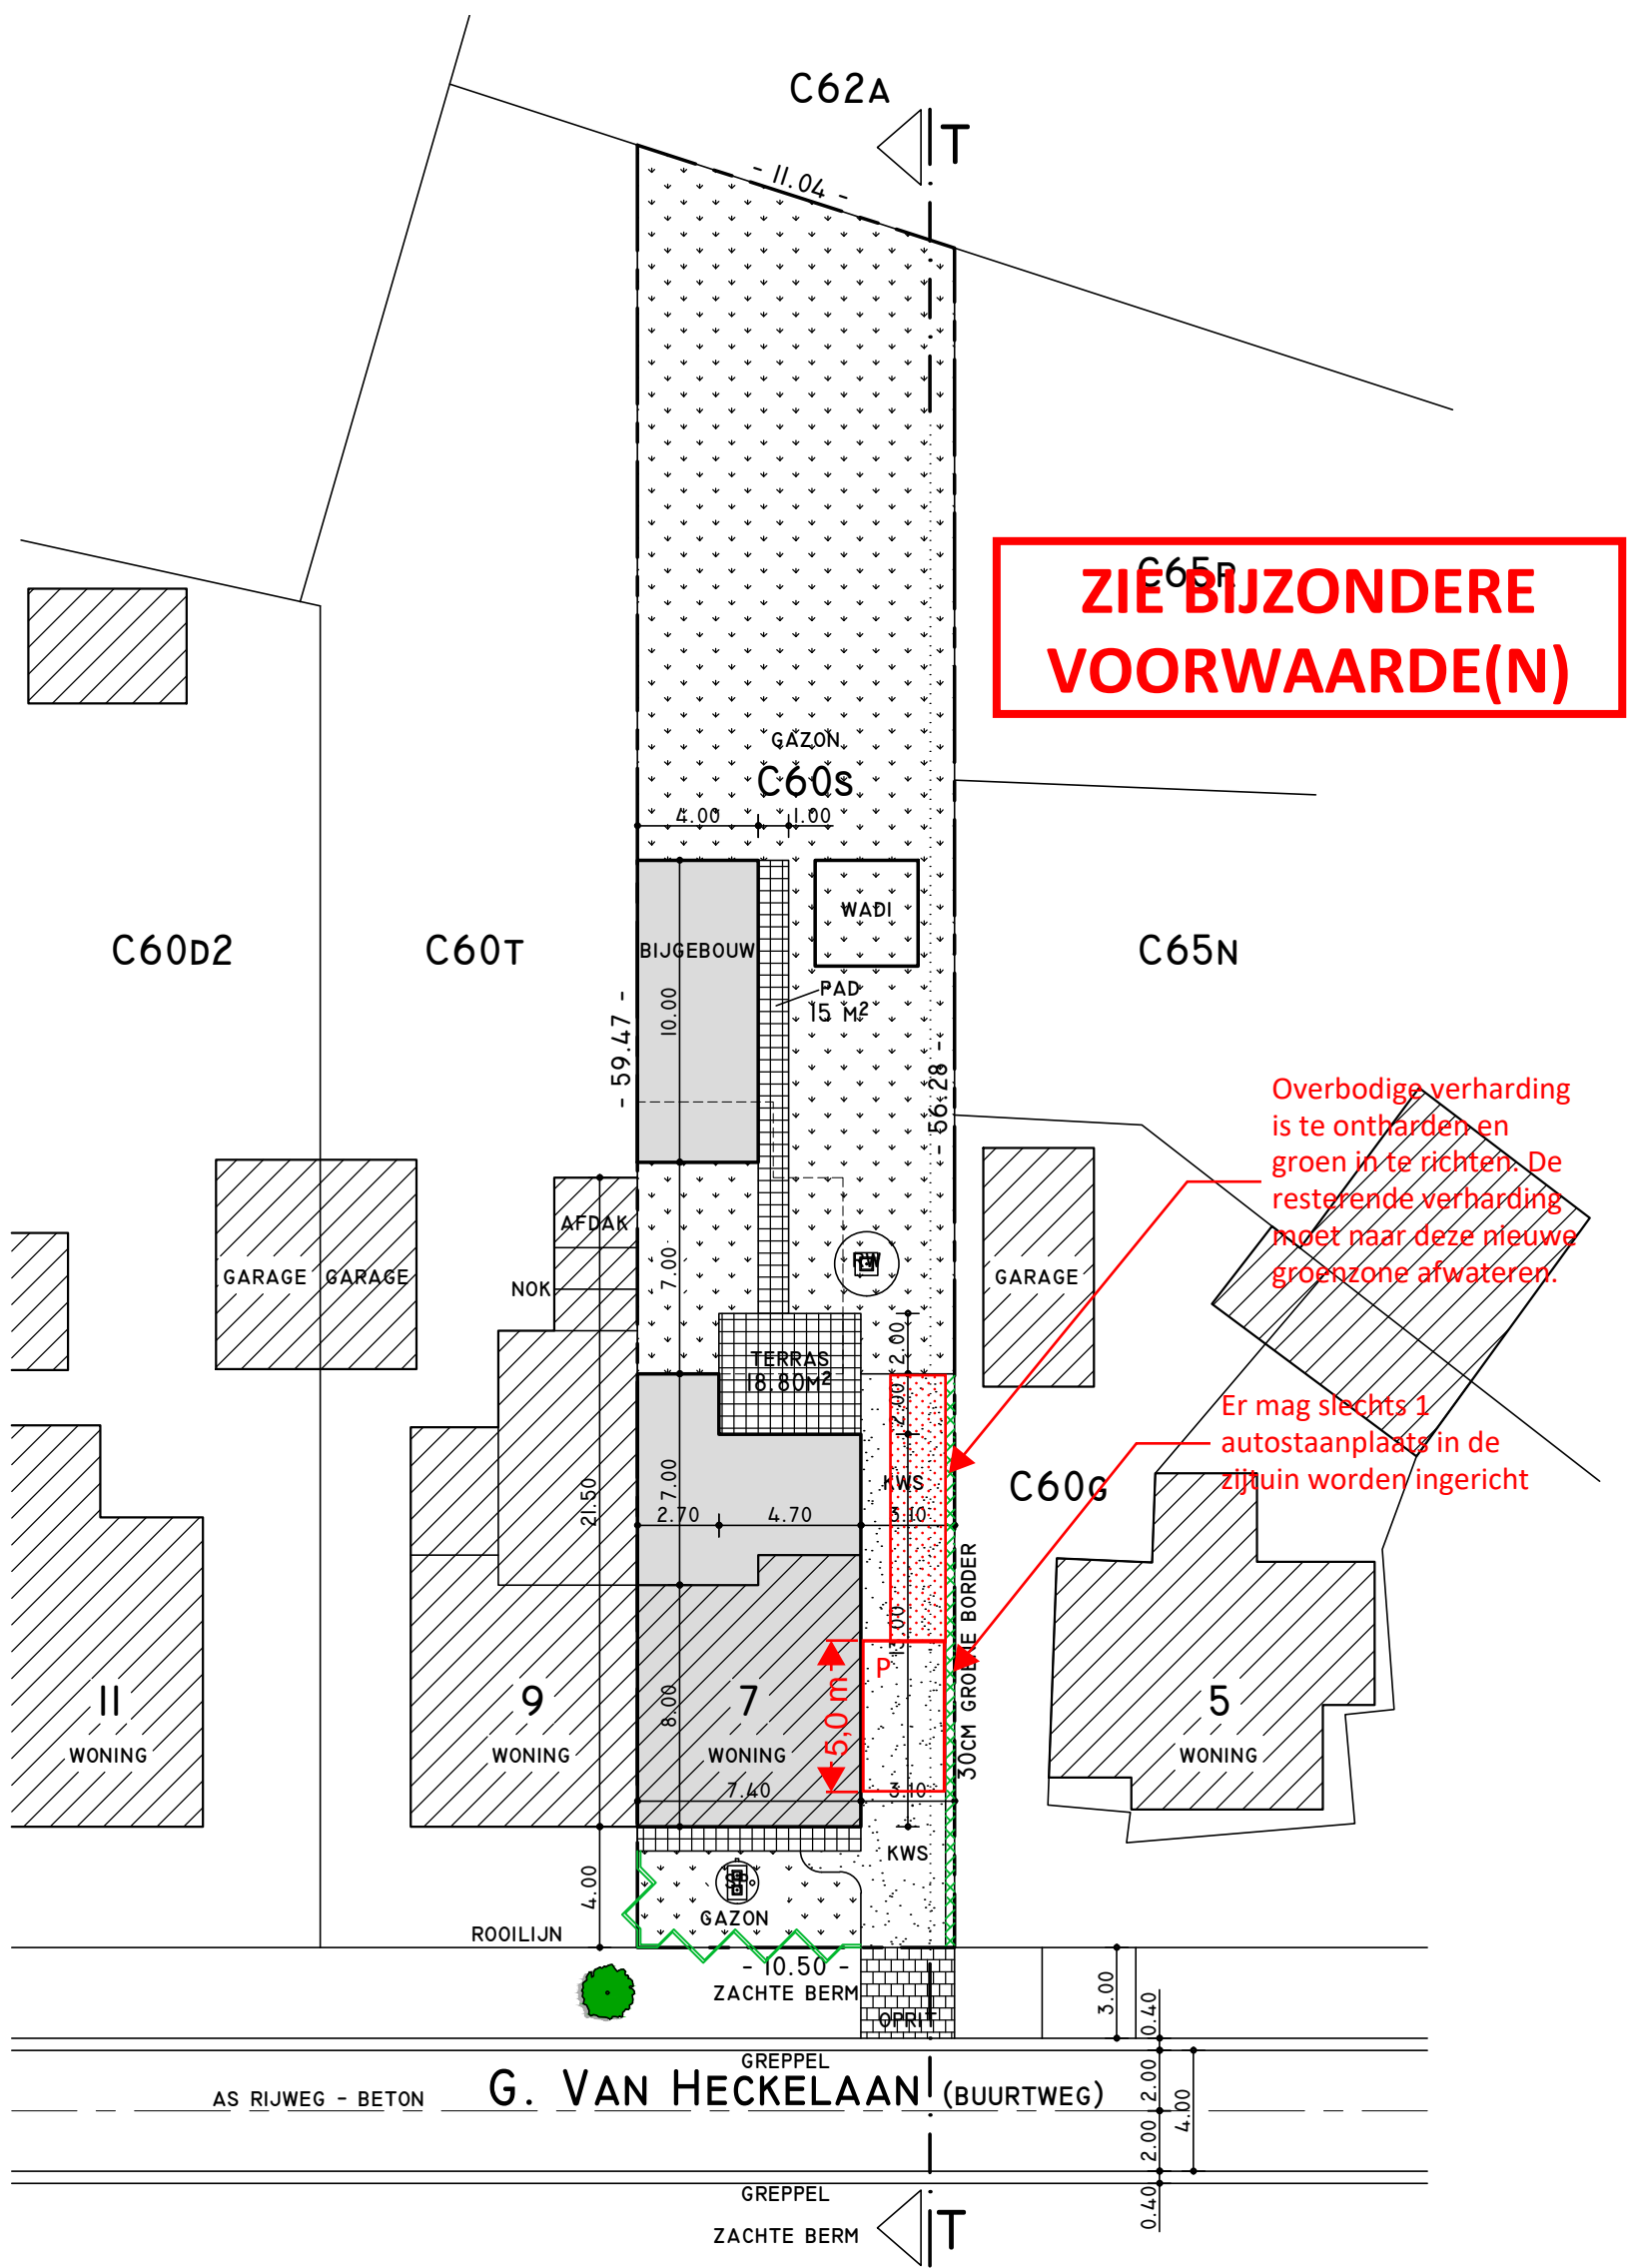 C62A
T
- 11.04 -
C65R
ZIE BIJZONDERE
VOORWAARDE(N)
GAZON
C60S
4.00
1.00
WADI
C60D2
C60T
BIJGEBOUW
C65N
PAD
15 M²
10.00
- 59.47 -
- 56.28 -
Overbodige verharding
is te ontharden en
groen in te richten. De
resterende verharding
moet naar deze nieuwe
groenzone afwateren.
AFDAK
GARAGE
GARAGE
NOK
7.00
RW
GARAGE
2.00
TERRAS
18.80M²
2.00
Er mag slechts 1
autostaanplaats in de
zijtuin worden ingericht
21.50
7.00
KWS
C60G
2.70
4.70
3.10
13.00
30CM GROENE BORDER
P
5,0 m
8.00
11
WONING
9
WONING
7
WONING
5
WONING
7.40
3.10
KWS
4.00
SP
GAZON
ROOILIJN
- 10.50 -
ZACHTE BERM
OPRIT
3.00
0.40
GREPPEL
AS RIJWEG - BETON
G. VAN HECKELAAN (BUURTWEG)
2.00
4.00
2.00
GREPPEL
0.40
ZACHTE BERM
T